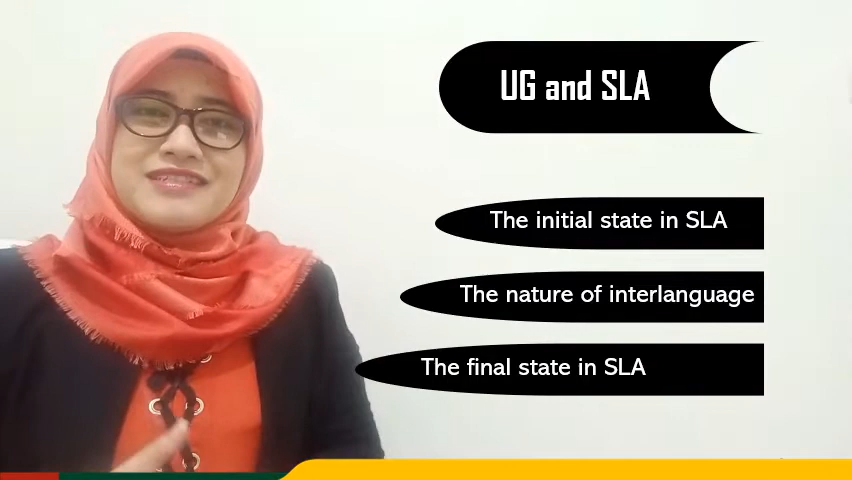 UG and SLA
The initial state in SLA
The nature of interlanguage
The final state in SLA